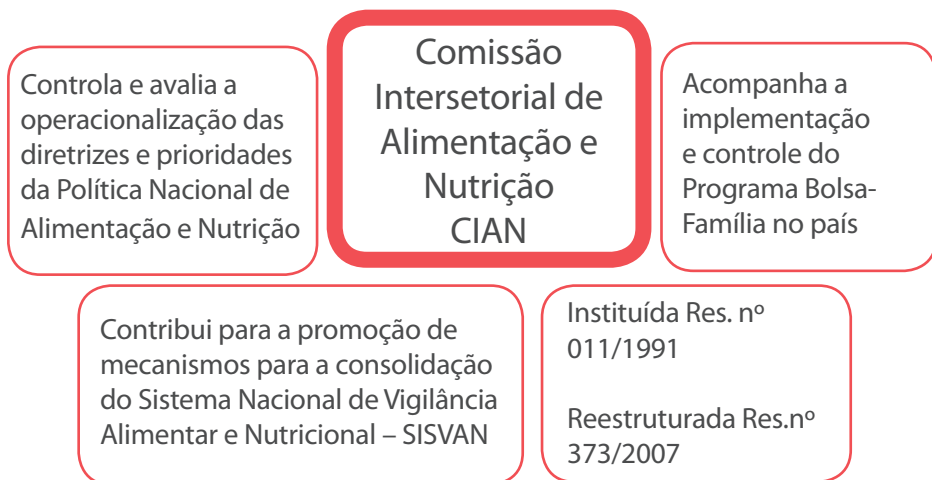 Controla e avalia a
operacionalização das
diretrizes e prioridades
da Política Nacional de
Alimentação e Nutrição
Comissão
Intersetorial de
Alimentação e
Nutrição
CIAN
Acompanha a
implementação
e controle do
Programa Bolsa-
Família no país
Contribui para a promoção de
mecanismos para a consolidação
do Sistema Nacional de Vigilância
Alimentar e Nutricional – SISVAN
Instituída Res. nº
011/1991
Reestruturada Res.nº
373/2007